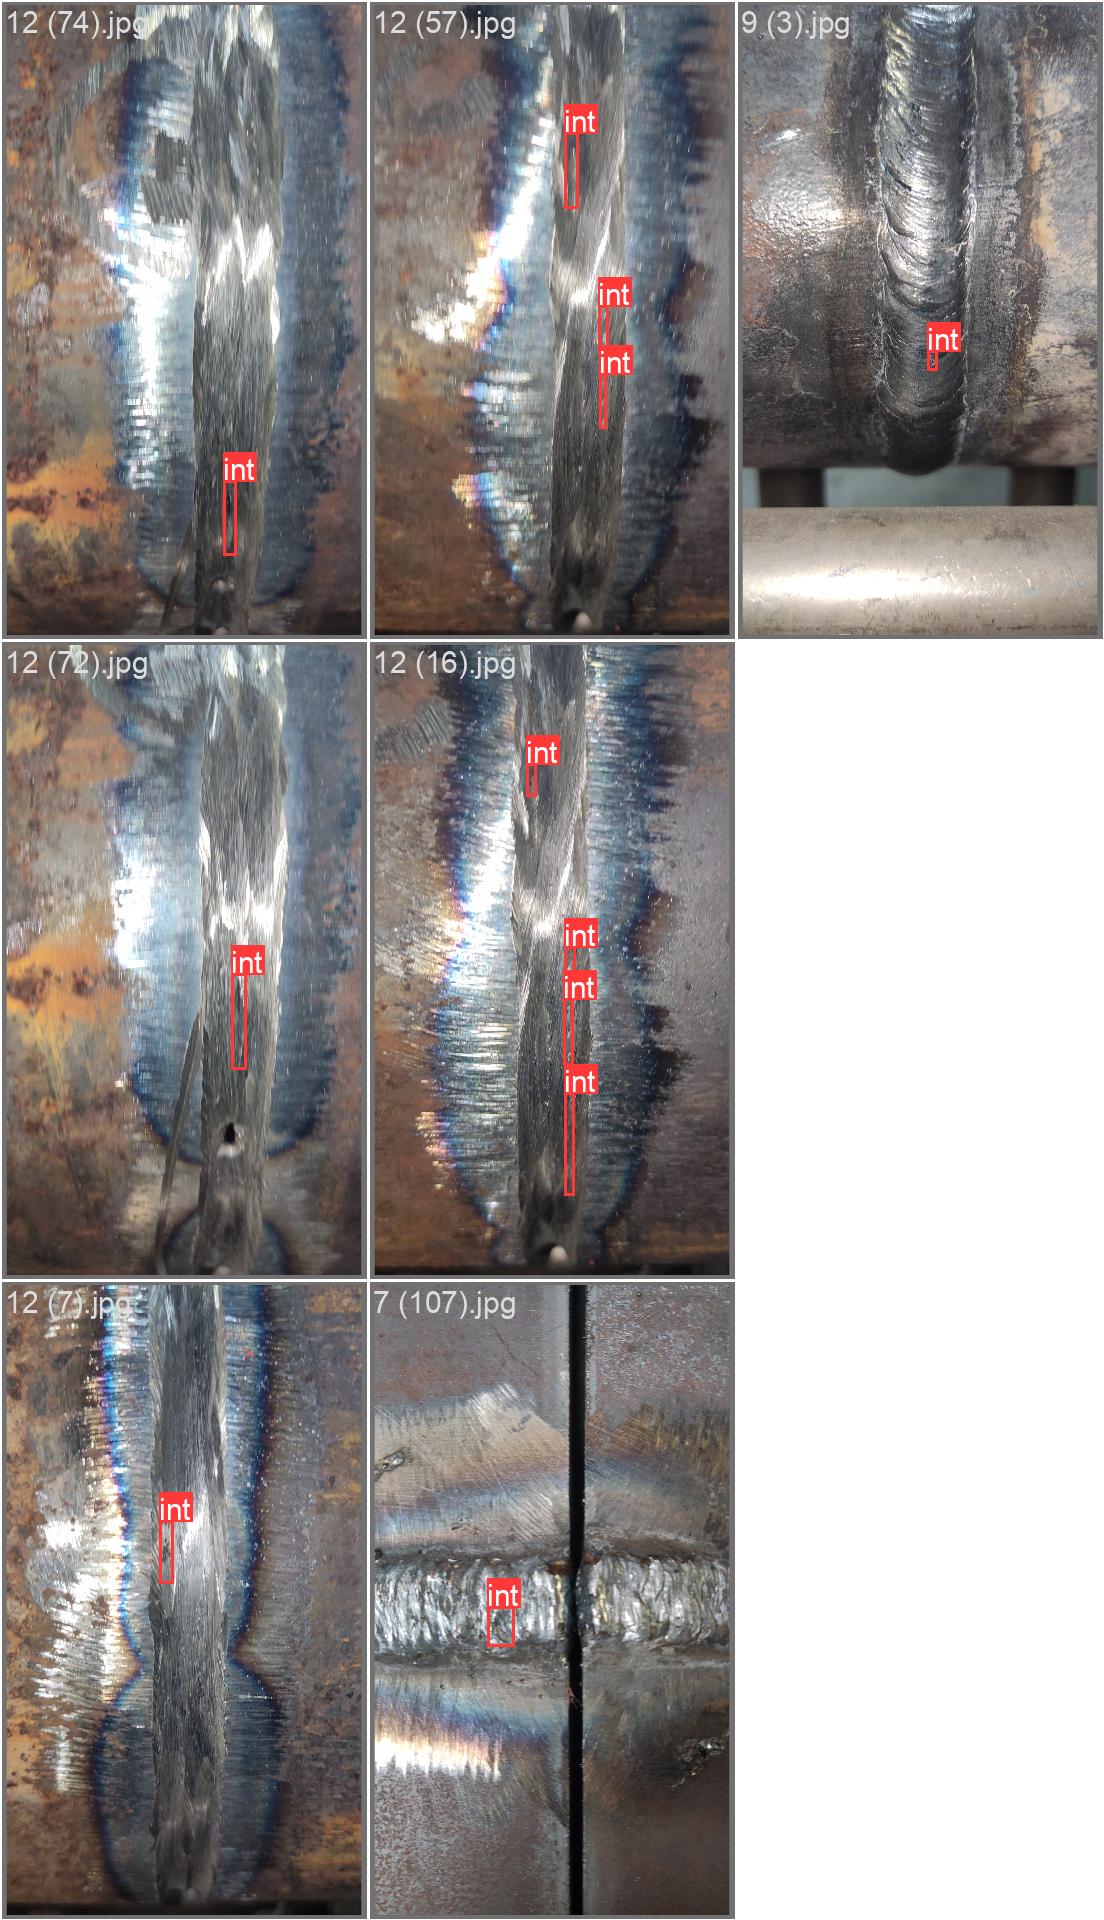 12 (74).jpg
int
12 (57).jpg
int
int
int
9 (3).jpg
int
12 (72).jpg
int
12 (16).jpg
int
int
int
int
12 (7).jpg
int
7 (107).jpg
int